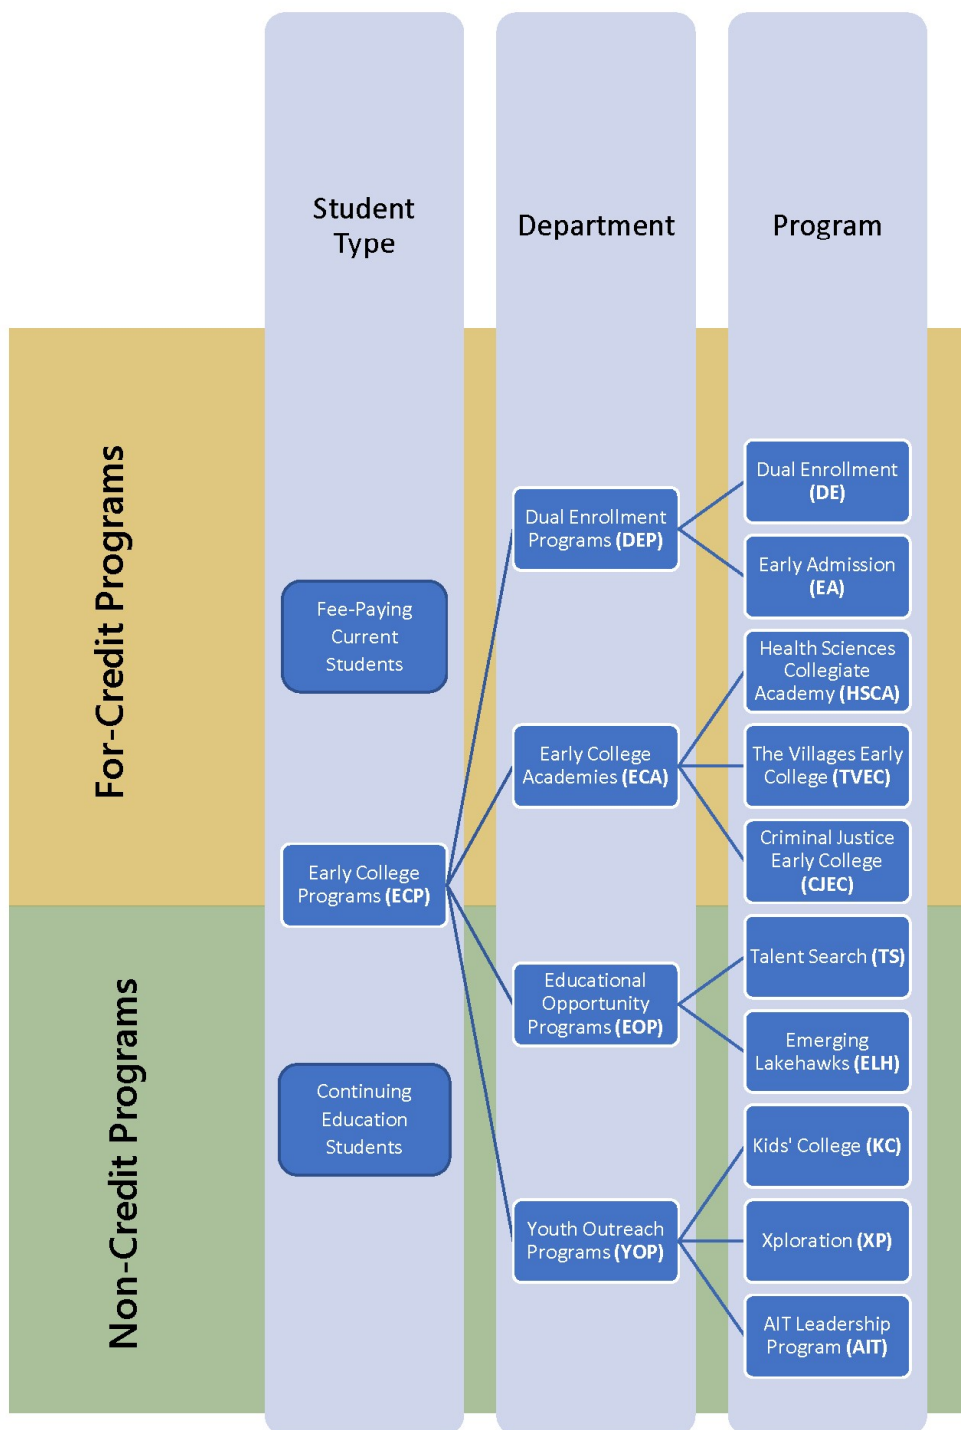 Student
Type
Department
Program
For-Credit Programs
Non-Credit Programs
Fee-Paying
Current
Students
Early College
Programs (ECP)
Continuing
Education
Students
Dual Enrollment
Programs (DEP)
Early College
Academies (ECA)
Educational
Opportunity
Programs (EOP)
Youth Outreach
Programs (YOP)
Dual Enrollment
(DE)
Early Admission
(EA)
Health Sciences
Collegiate
Academy (HSCA)
The Villages Early
College (TVEC)
Criminal Justice
Early College
(CJEC)
Talent Search (TS)
Emerging
Lakehawks (ELH)
Kids' College (KC)
Xploration (XP)
AIT Leadership
Program (AIT)